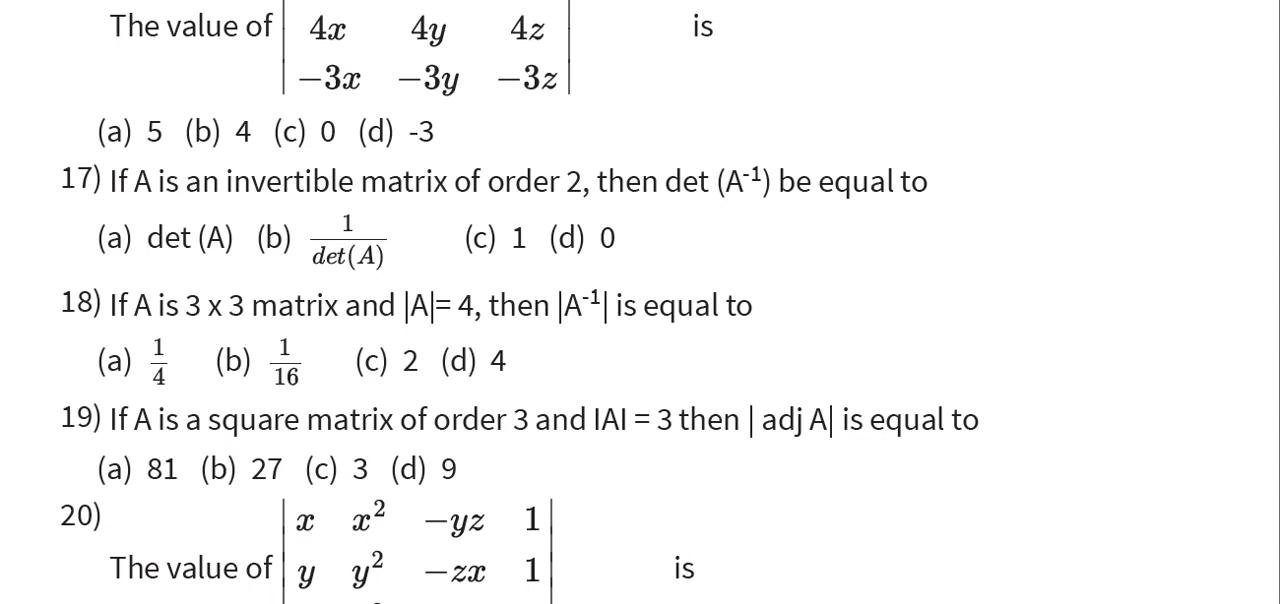 The value of | 4x 4y 4z | is
| −3x −3y −3z |
(a) 5 (b) 4 (c) 0 (d) -3
17) If A is an invertible matrix of order 2, then det (A⁻¹) be equal to
(a) det (A) (b) 1/det(A) (c) 1 (d) 0
18) If A is 3 x 3 matrix and |A|= 4, then |A⁻¹| is equal to
(a) 1/4 (b) 1/16 (c) 2 (d) 4
19) If A is a square matrix of order 3 and IAI = 3 then | adj A| is equal to
(a) 81 (b) 27 (c) 3 (d) 9
20) | x x² −yz 1 |
The value of | y y² −zx 1 | is